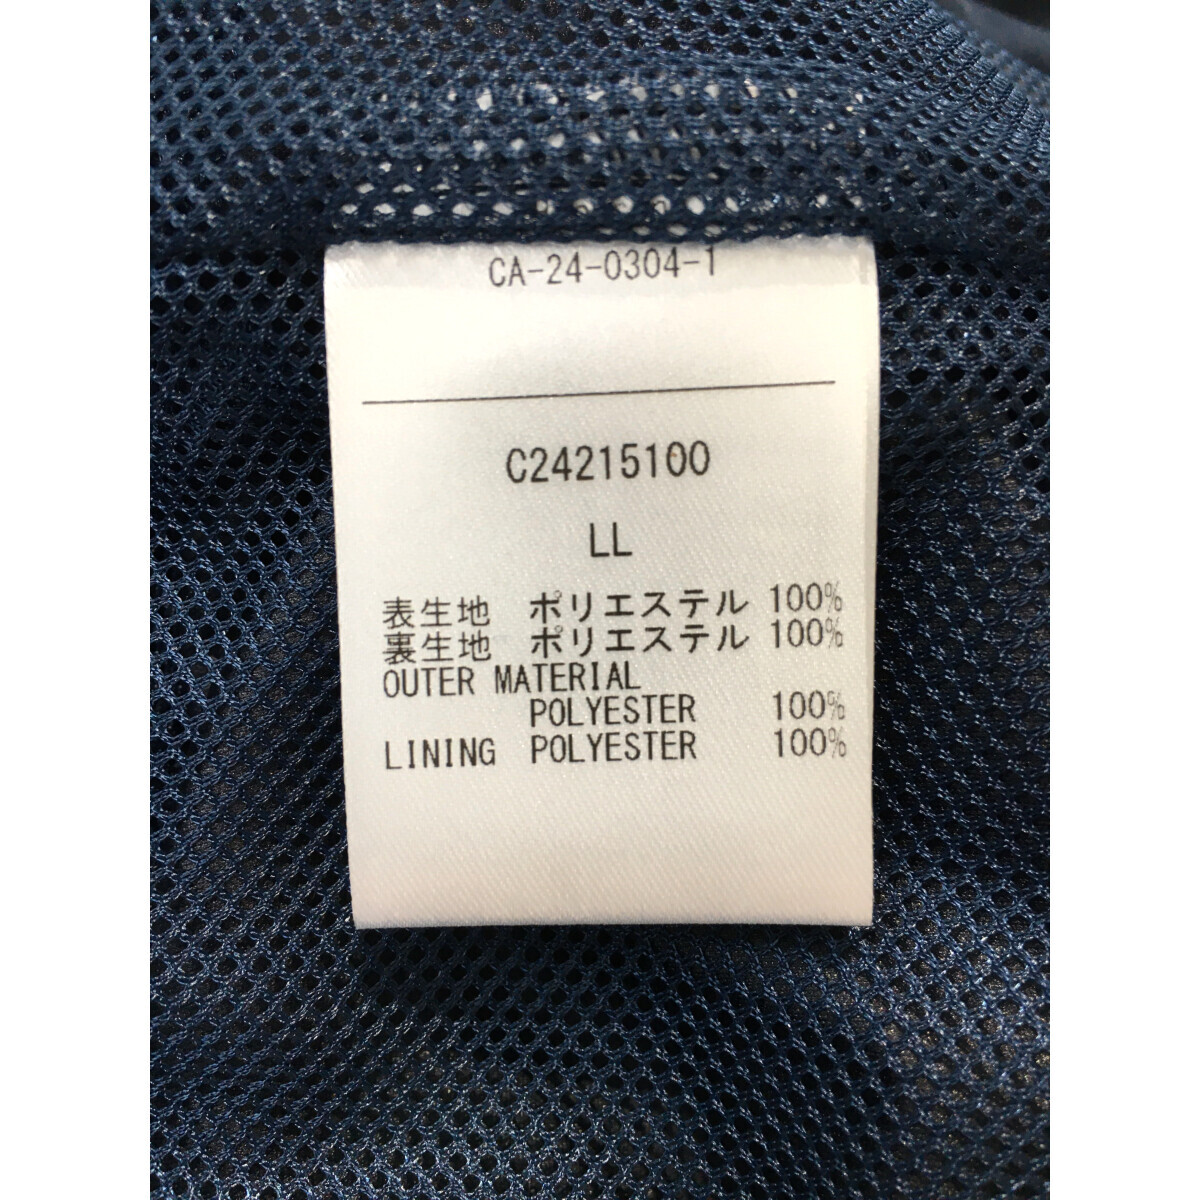 CA-24-0304-1
C24215100
LL
表生地 ポリエステル 100%
裏生地 ポリエステル 100%
OUTER MATERIAL
POLYESTER 100%
LINING POLYESTER 100%